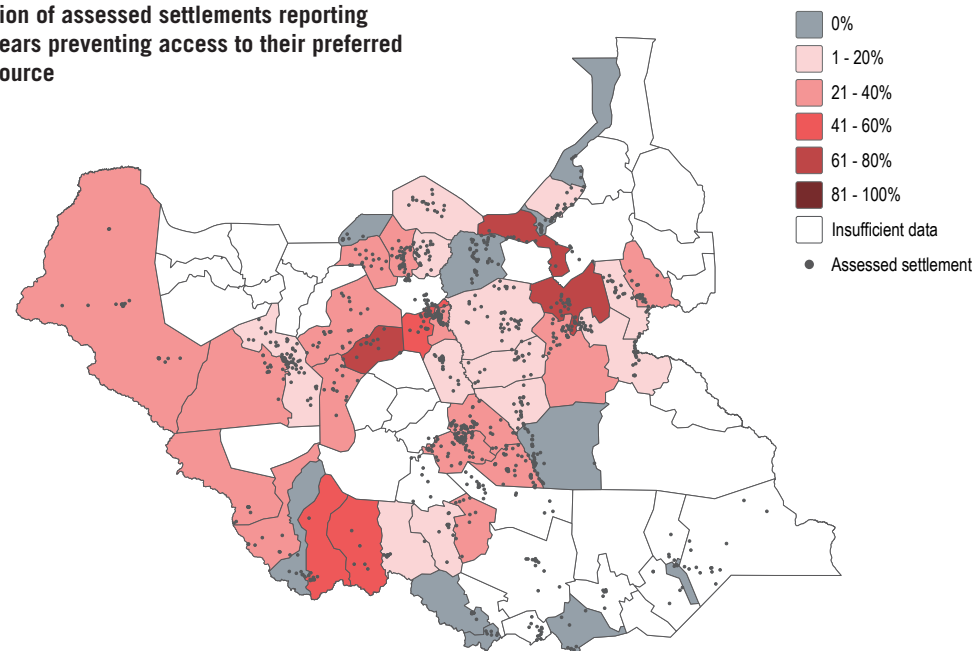 ion of assessed settlements reporting
ears preventing access to their preferred
ource
0%
1 - 20%
21 - 40%
41 - 60%
61 - 80%
81 - 100%
Insufficient data
Assessed settlement